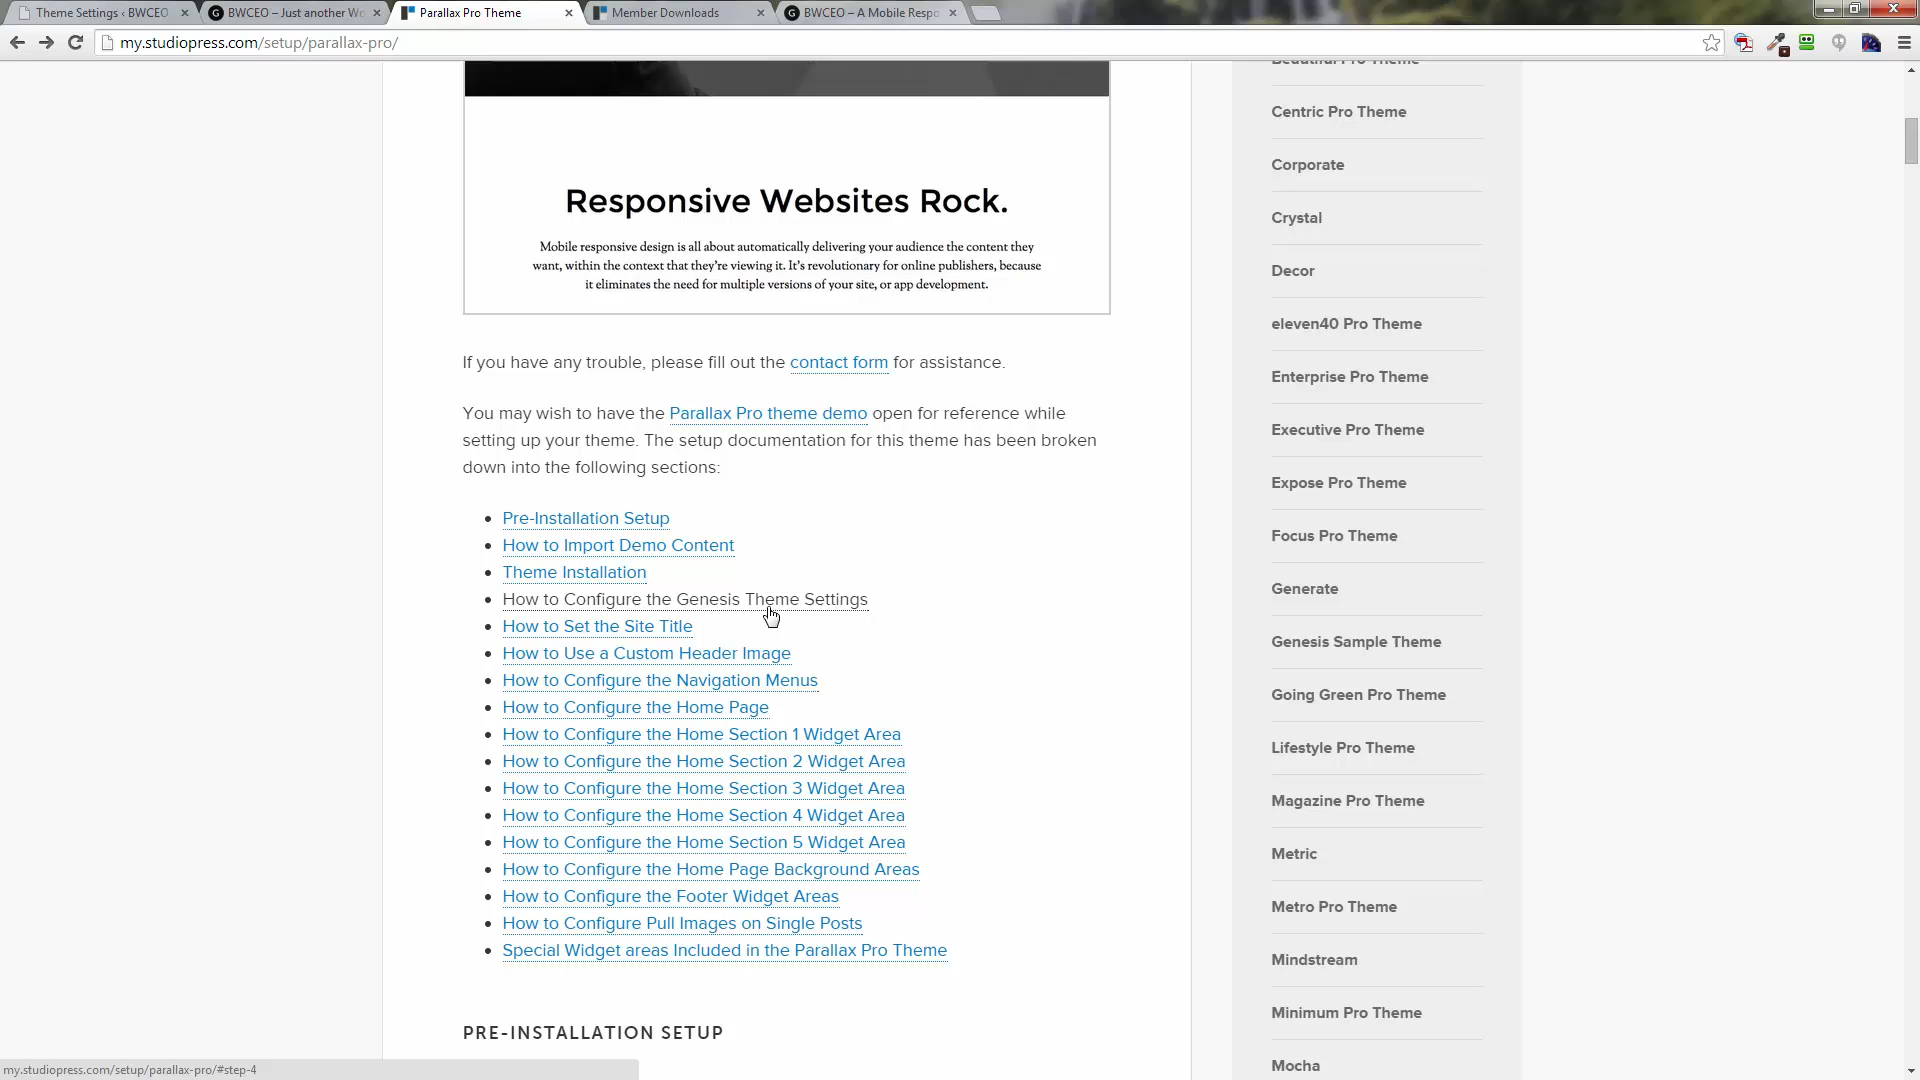 Theme Settings ‹ BWCEO
BWCEO – Just another Wo
Parallax Pro Theme
Member Downloads
BWCEO – A Mobile Respo
my.studiopress.com/setup/parallax-pro/
Responsive Websites Rock.
Mobile responsive design is all about automatically delivering your audience the content they
want, within the context that they're viewing it. It's revolutionary for online publishers, because
it eliminates the need for multiple versions of your site, or app development.
If you have any trouble, please fill out the contact form for assistance.
You may wish to have the Parallax Pro theme demo open for reference while
setting up your theme. The setup documentation for this theme has been broken
down into the following sections:
Pre-Installation Setup
How to Import Demo Content
Theme Installation
How to Configure the Genesis Theme Settings
How to Set the Site Title
How to Use a Custom Header Image
How to Configure the Navigation Menus
How to Configure the Home Page
How to Configure the Home Section 1 Widget Area
How to Configure the Home Section 2 Widget Area
How to Configure the Home Section 3 Widget Area
How to Configure the Home Section 4 Widget Area
How to Configure the Home Section 5 Widget Area
How to Configure the Home Page Background Areas
How to Configure the Footer Widget Areas
How to Configure Pull Images on Single Posts
Special Widget areas Included in the Parallax Pro Theme
PRE-INSTALLATION SETUP
Beautiful Pro Theme
Centric Pro Theme
Corporate
Crystal
Decor
eleven40 Pro Theme
Enterprise Pro Theme
Executive Pro Theme
Expose Pro Theme
Focus Pro Theme
Generate
Genesis Sample Theme
Going Green Pro Theme
Lifestyle Pro Theme
Magazine Pro Theme
Metric
Metro Pro Theme
Mindstream
Minimum Pro Theme
Mocha
my.studiopress.com/setup/parallax-pro/#step-4